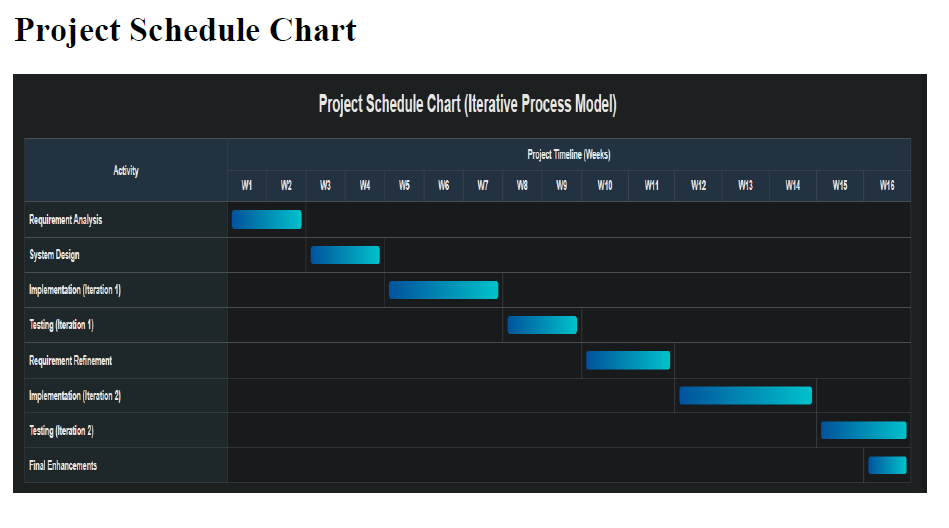 Project Schedule Chart
Project Schedule Chart (Iterative Process Model)
Activity
Project Timeline (Weeks)
W1 W2 W3 W4 W5 W6 W7 W8 W9 W10 W11 W12 W13 W14 W15 W16
Requirement Analysis
System Design
Implementation (Iteration 1)
Testing (Iteration 1)
Requirement Refinement
Implementation (Iteration 2)
Testing (Iteration 2)
Final Enhancements